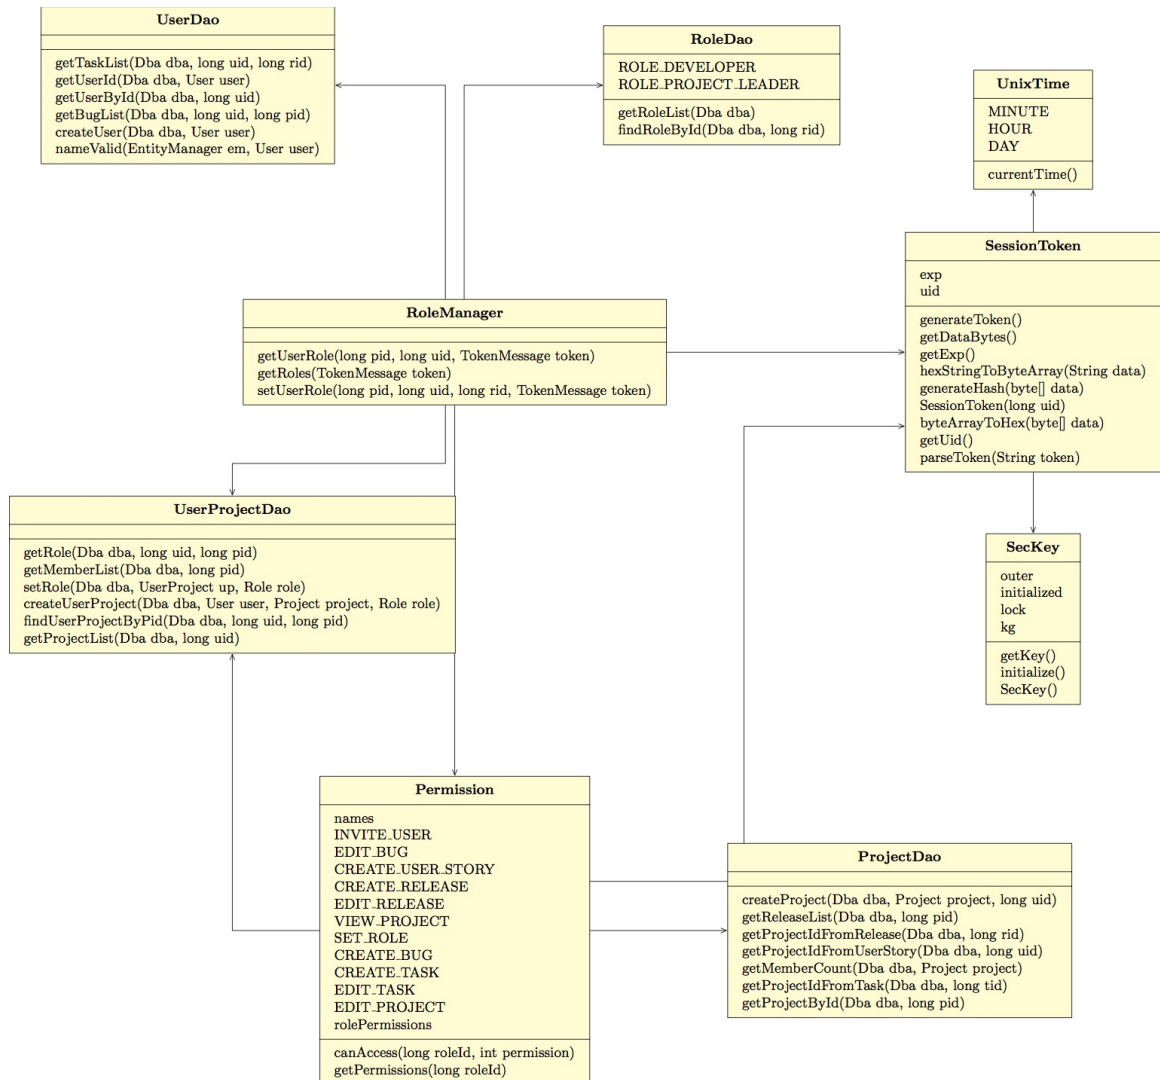 UserDao
getTaskList(Dba dba, long uid, long rid)
getUserId(Dba dba, User user)
getUserById(Dba dba, long uid)
getBugList(Dba dba, long uid, long pid)
createUser(Dba dba, User user)
nameValid(EntityManager em, User user)
RoleDao
ROLE_DEVELOPER
ROLE_PROJECT_LEADER
getRoleList(Dba dba)
findRoleById(Dba dba, long rid)
UnixTime
MINUTE
HOUR
DAY
currentTime()
SessionToken
exp
uid
generateToken()
getDataBytes()
getExp()
hexStringToByteArray(String data)
generateHash(byte[] data)
SessionToken(long uid)
byteArrayToHex(byte[] data)
getUid()
parseToken(String token)
RoleManager
getUserRole(long pid, long uid, TokenMessage token)
getRoles(TokenMessage token)
setUserRole(long pid, long uid, long rid, TokenMessage token)
UserProjectDao
getRole(Dba dba, long uid, long pid)
getMemberList(Dba dba, long pid)
setRole(Dba dba, UserProject up, Role role)
createUserProject(Dba dba, User user, Project project, Role role)
findUserProjectByPid(Dba dba, long uid, long pid)
getProjectList(Dba dba, long uid)
SecKey
outer
initialized
lock
kg
getKey()
initialize()
SecKey()
Permission
names
INVITE_USER
EDIT_BUG
CREATE_USER_STORY
CREATE_RELEASE
EDIT_RELEASE
VIEW_PROJECT
SET_ROLE
CREATE_BUG
CREATE_TASK
EDIT_TASK
EDIT_PROJECT
rolePermissions
canAccess(long roleId, int permission)
getPermissions(long roleId)
ProjectDao
createProject(Dba dba, Project project, long uid)
getReleaseList(Dba dba, long pid)
getProjectIdFromRelease(Dba dba, long rid)
getProjectIdFromUserStory(Dba dba, long uid)
getMemberCount(Dba dba, Project project)
getProjectIdFromTask(Dba dba, long tid)
getProjectById(Dba dba, long pid)